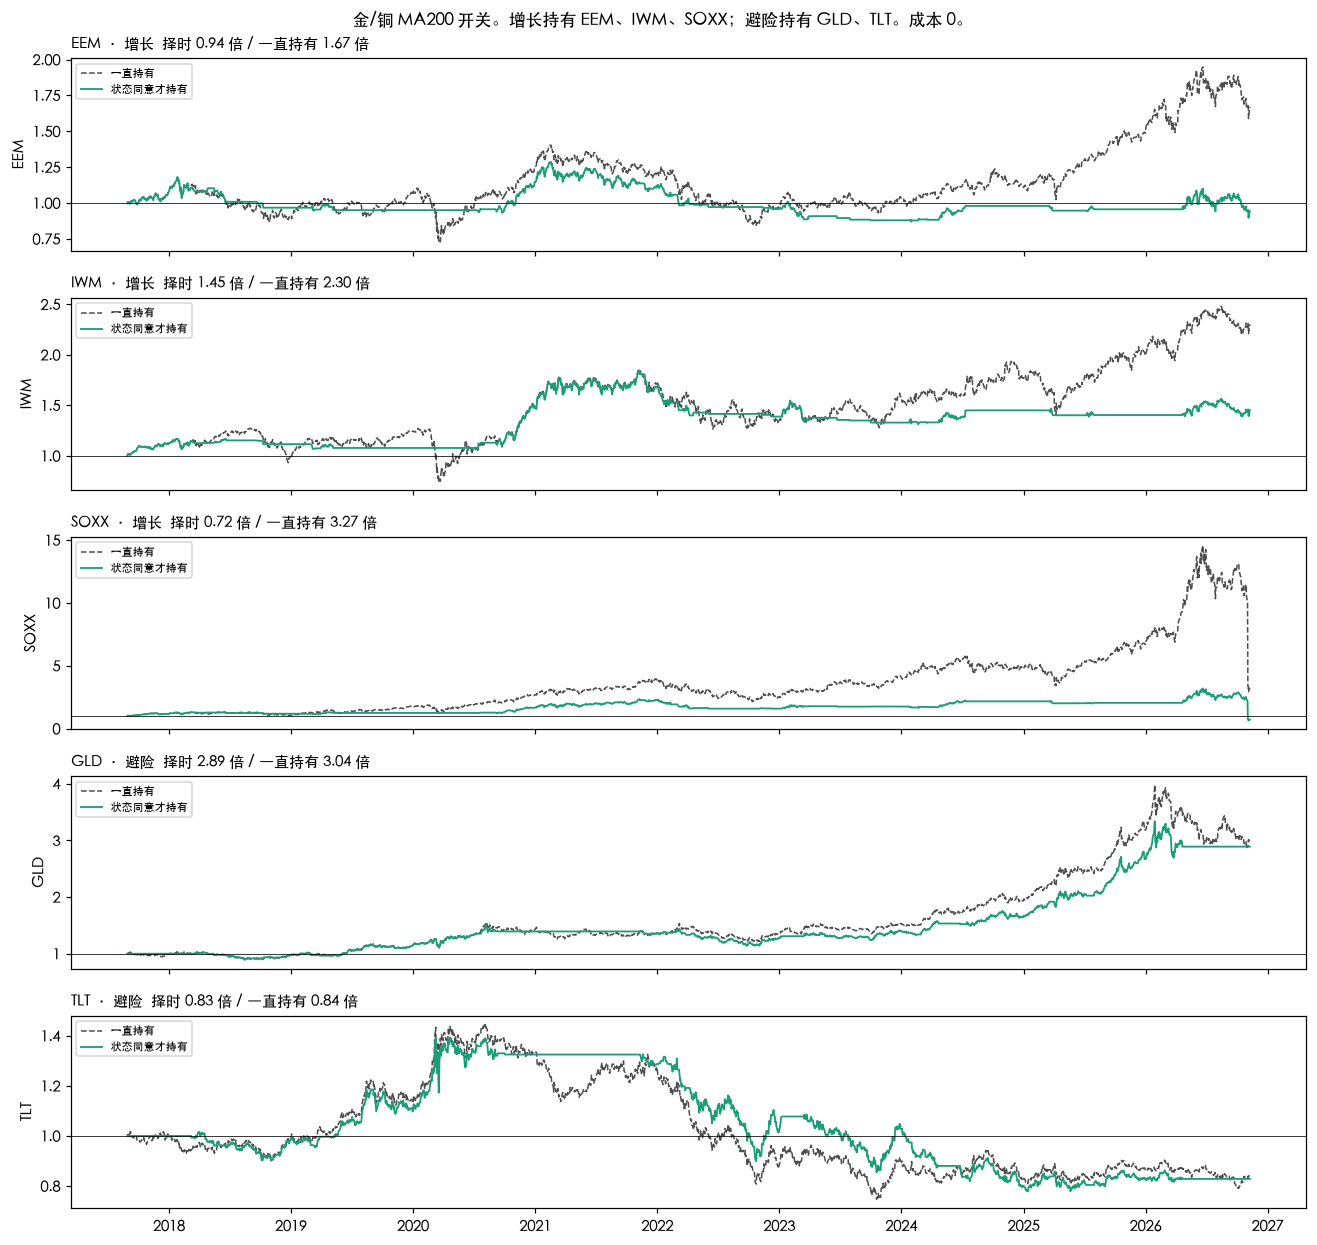 金/铜 MA200 开关。增长持有 EEM、IWM、SOXX；避险持有 GLD、TLT。成本 0。
EEM · 增长 择时 0.94 倍 / 一直持有 1.67 倍
2.00
1.75
1.50
1.25
1.00
0.75
EEM
一直持有
状态同意才持有
IWM · 增长 择时 1.45 倍 / 一直持有 2.30 倍
2.5
2.0
1.5
1.0
IWM
一直持有
状态同意才持有
SOXX · 增长 择时 0.72 倍 / 一直持有 3.27 倍
15
10
5
0
SOXX
一直持有
状态同意才持有
GLD · 避险 择时 2.89 倍 / 一直持有 3.04 倍
4
3
2
1
GLD
一直持有
状态同意才持有
TLT · 避险 择时 0.83 倍 / 一直持有 0.84 倍
1.4
1.2
1.0
0.8
TLT
一直持有
状态同意才持有
2018 2019 2020 2021 2022 2023 2024 2025 2026 2027